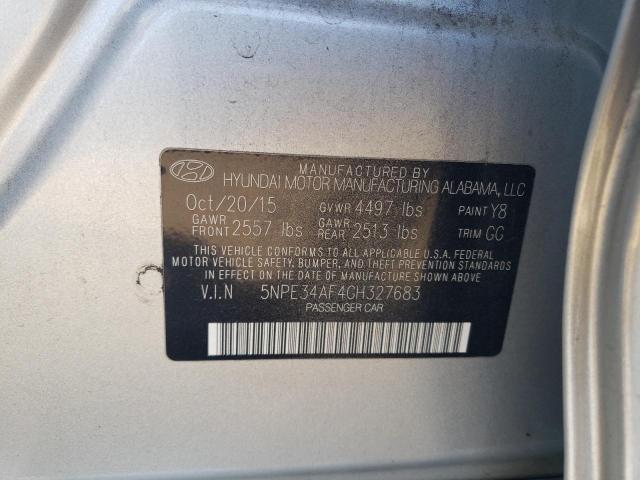 MANUFACTURED BY
HYUNDAI MOTOR MANUFACTURING ALABAMA, LLC
Oct/20/15 GVWR 4497 lbs PAINT Y8
GAWR FRONT 2557 lbs GAWR REAR 2513 lbs TRIM GG
THIS VEHICLE CONFORMS TO ALL APPLICABLE U.S.A. FEDERAL
MOTOR VEHICLE SAFETY, BUMPER, AND THEFT PREVENTION STANDARDS
IN EFFECT ON THE DATE OF MANUFACTURE SHOWN ABOVE.
V.I.N 5NPE34AF4GH327683
PASSENGER CAR